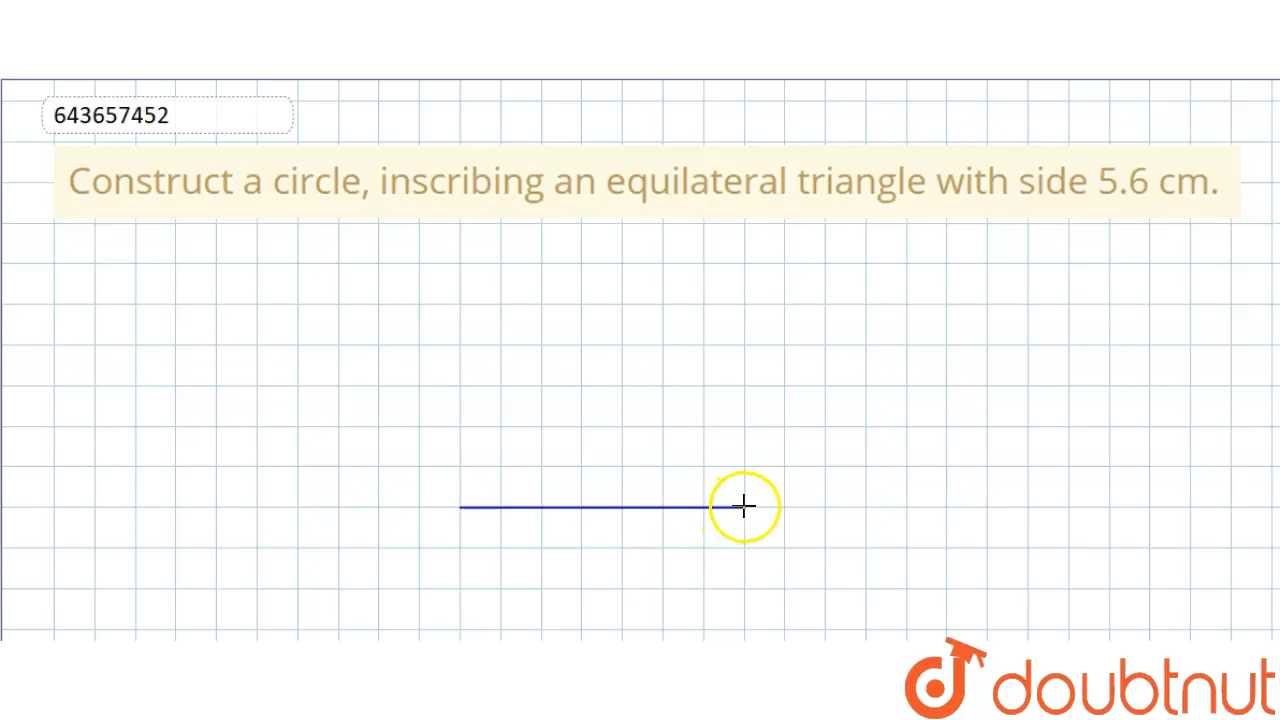 643657452
Construct a circle, inscribing an equilateral triangle with side 5.6 cm.
doubtnut